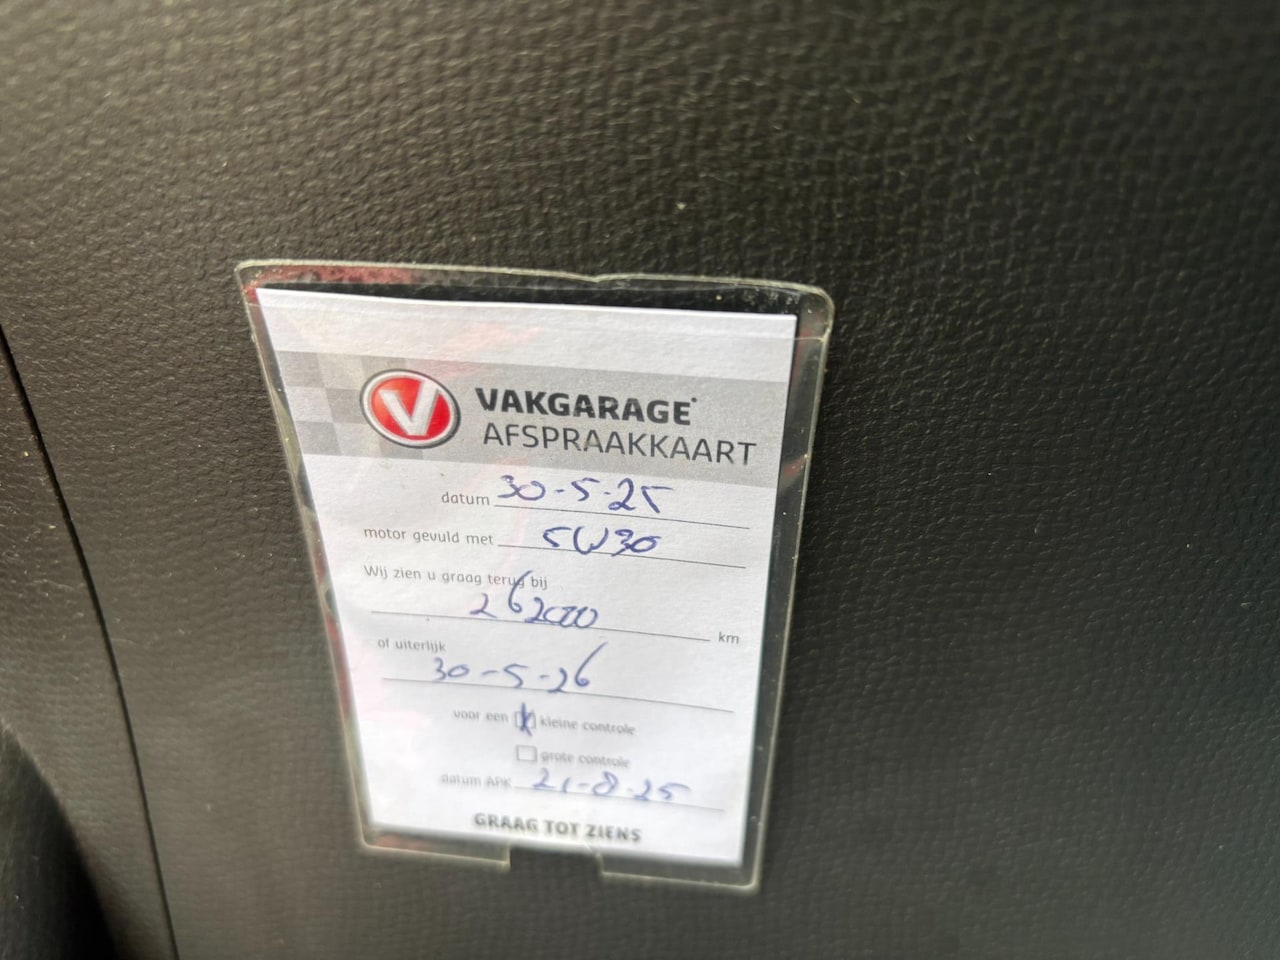 V VAKGARAGE
AFSPRAAKKAART
datum 30-5-25
motor gevuld met 5W30
Wij zien u graag terug bij
262000 km
of uiterlijk
30-5-26
voor een x kleine controle
grote controle
datum APK 21-8-25
GRAAG TOT ZIENS